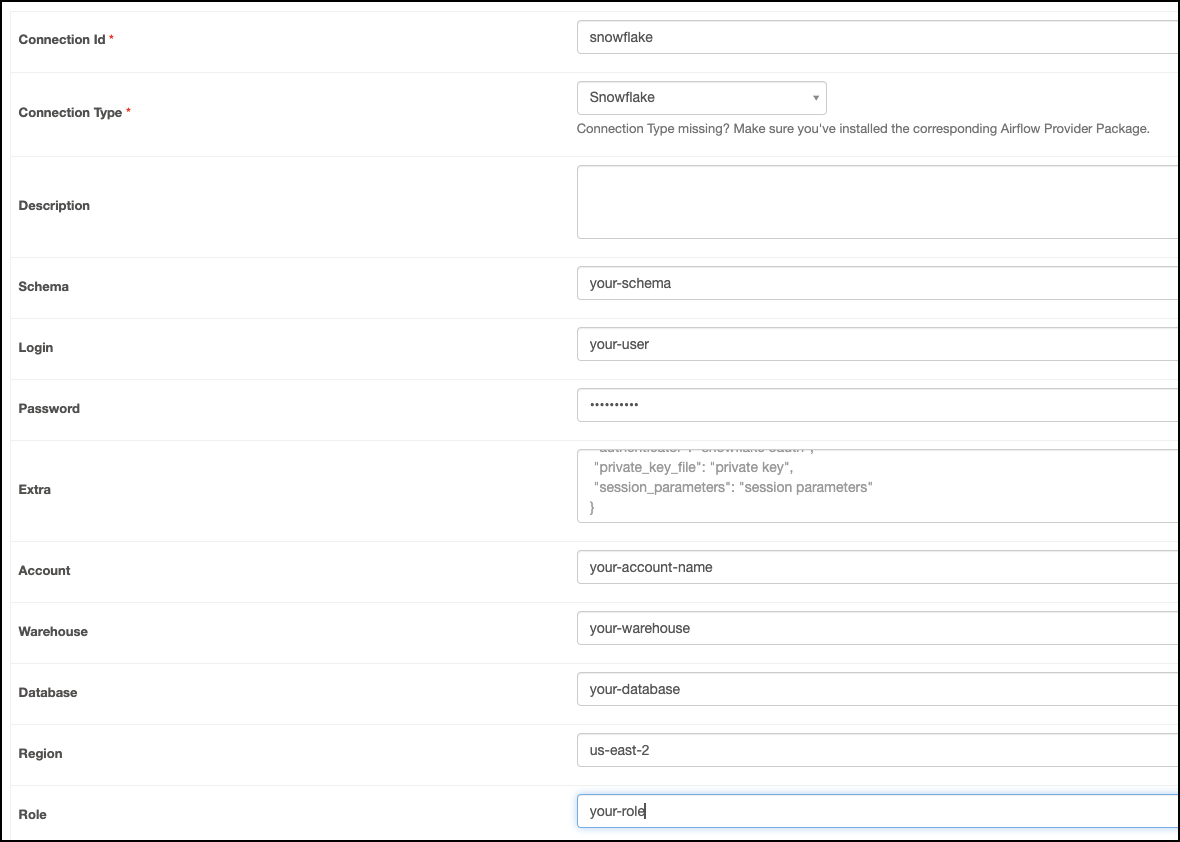 Connection Id *
snowflake
Connection Type *
Snowflake
Connection Type missing? Make sure you've installed the corresponding Airflow Provider Package.
Description
Schema
your-schema
Login
your-user
Password
••••••••••
Extra
"private_key_file": "private key",
"session_parameters": "session parameters"
}
Account
your-account-name
Warehouse
your-warehouse
Database
your-database
Region
us-east-2
Role
your-role